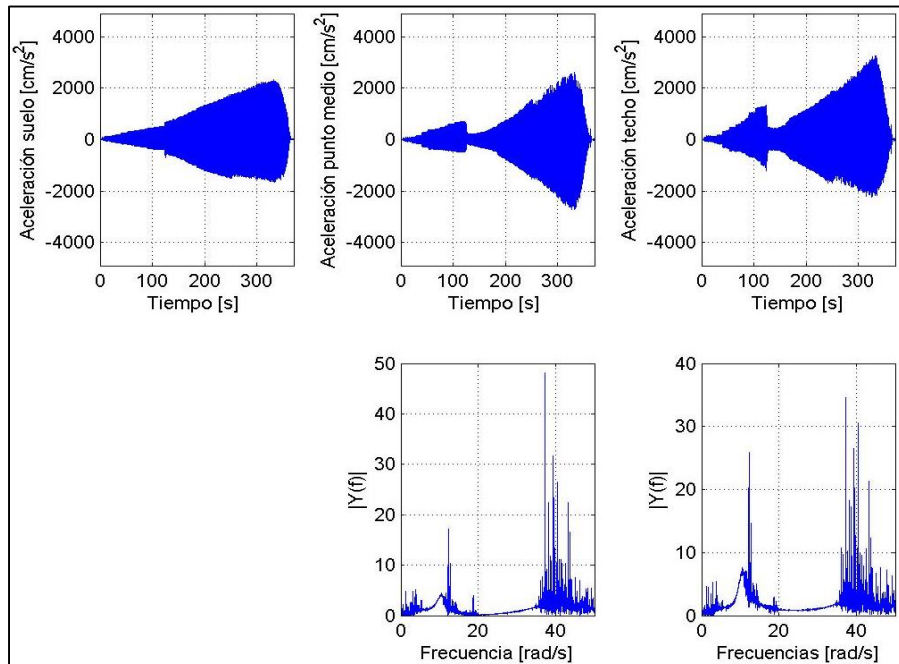 Aceleración suelo [cm/s²]
4000
2000
0
-2000
-4000
0 100 200 300
Tiempo [s]
Aceleración punto medio [cm/s²]
4000
2000
0
-2000
-4000
0 100 200 300
Tiempo [s]
Aceleración techo [cm/s²]
4000
2000
0
-2000
-4000
0 100 200 300
Tiempo [s]
|Y(f)|
50
40
30
20
10
0
0 20 40
Frecuencia [rad/s]
|Y(f)|
40
30
20
10
0
0 20 40
Frecuencias [rad/s]